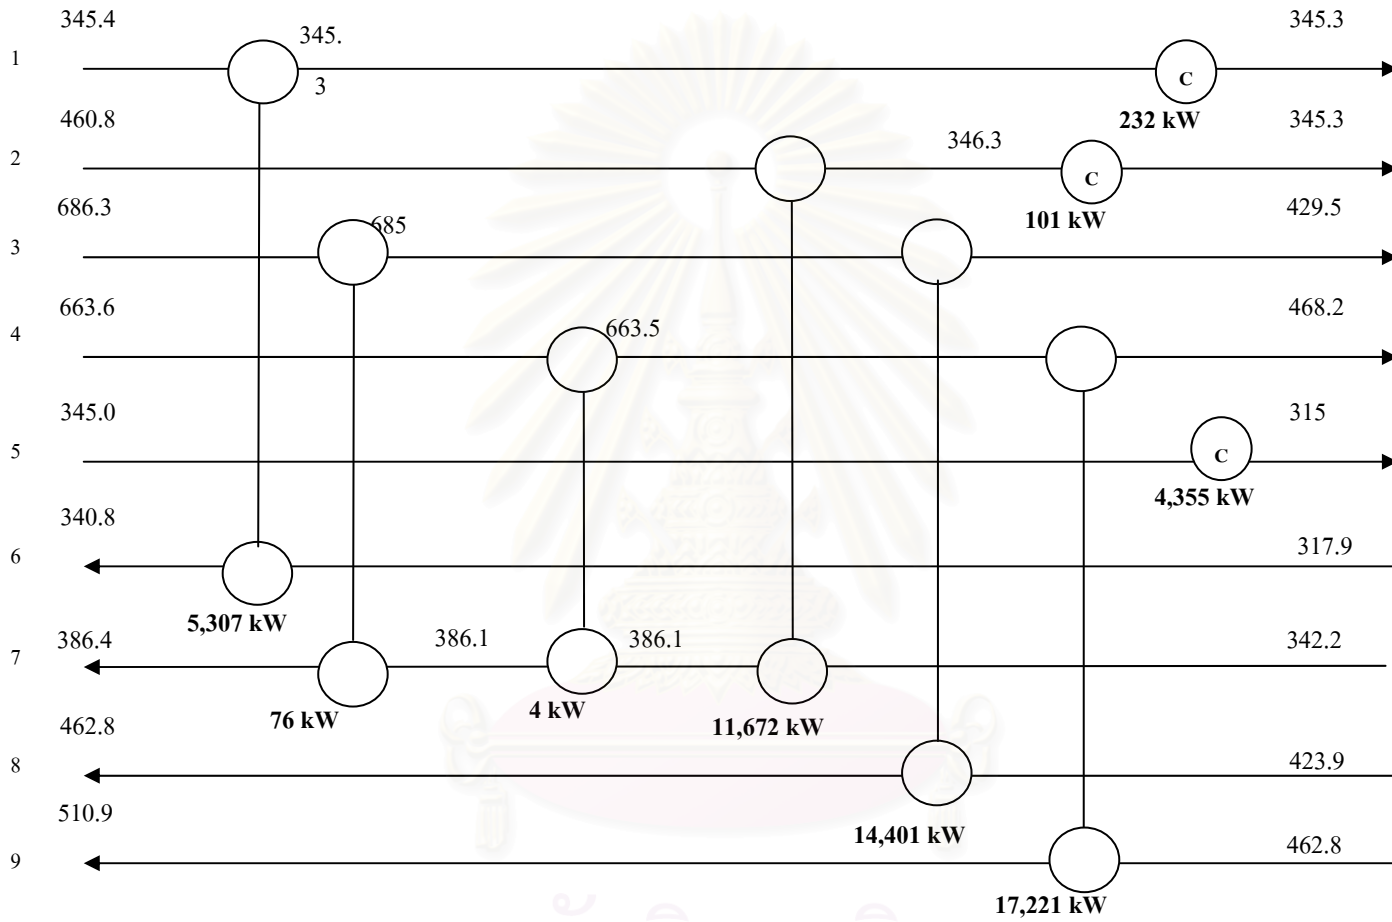 345.4 345. 345.3
1 3 C
232 kW
460.8 346.3 345.3
2 C
101 kW
686.3 685 429.5
3
663.6 663.5 468.2
4
345.0 315
5 C
4,355 kW
340.8 317.9
6
5,307 kW
386.4 386.1 386.1 342.2
7
76 kW 4 kW 11,672 kW
462.8 423.9
8
510.9 14,401 kW 462.8
9
17,221 kW